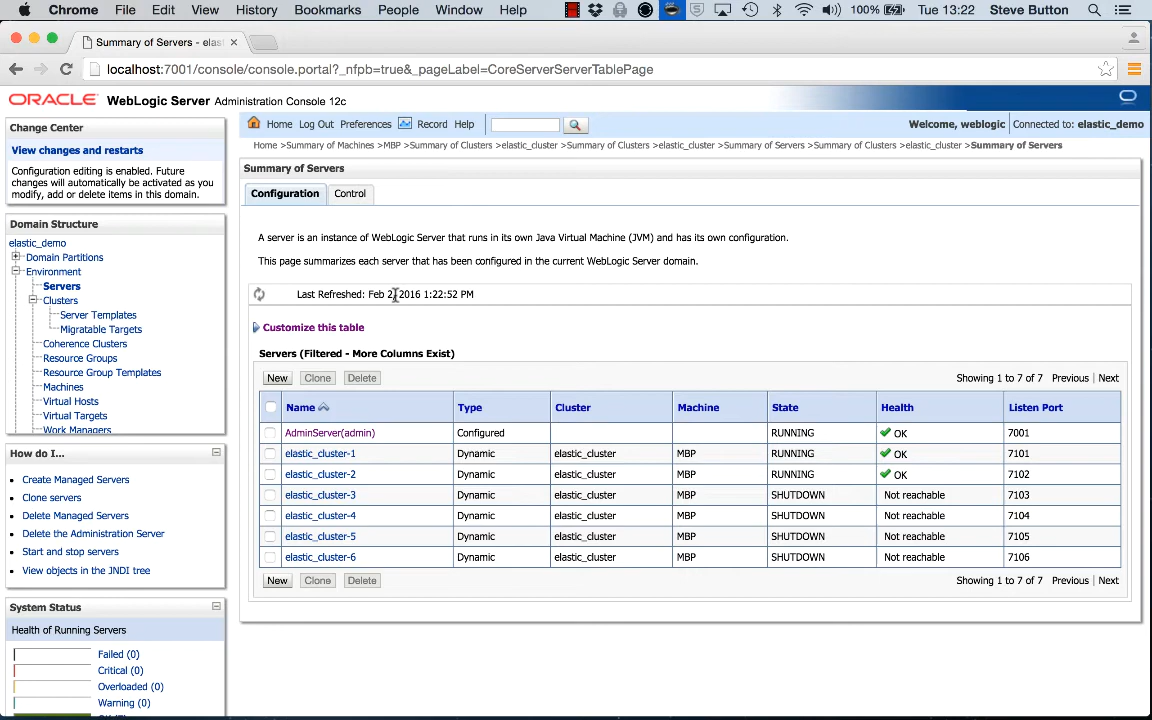 Chrome File Edit View History Bookmarks People Window Help 100% Tue 13:22 Steve Button
Summary of Servers - elas
localhost:7001/console/console.portal?_nfpb=true&_pageLabel=CoreServerServerTablePage
ORACLE WebLogic Server Administration Console 12c
Change Center
View changes and restarts
Configuration editing is enabled. Future
changes will automatically be activated as you
modify, add or delete items in this domain.
Domain Structure
elastic_demo
Domain Partitions
Environment
Servers
Clusters
Server Templates
Migratable Targets
Coherence Clusters
Resource Groups
Resource Group Templates
Machines
Virtual Hosts
Virtual Targets
Work Managers
How do I...
Create Managed Servers
Clone servers
Delete Managed Servers
Delete the Administration Server
Start and stop servers
View objects in the JNDI tree
System Status
Health of Running Servers
Failed (0)
Critical (0)
Overloaded (0)
Warning (0)
Home Log Out Preferences Record Help
Welcome, weblogic Connected to: elastic_demo
Home >Summary of Machines >MBP >Summary of Clusters >elastic_cluster >Summary of Clusters >elastic_cluster >Summary of Servers >Summary of Clusters >elastic_cluster >Summary of Servers
Summary of Servers
Configuration Control
A server is an instance of WebLogic Server that runs in its own Java Virtual Machine (JVM) and has its own configuration.
This page summarizes each server that has been configured in the current WebLogic Server domain.
Last Refreshed: Feb 2, 2016 1:22:52 PM
Customize this table
Servers (Filtered - More Columns Exist)
New Clone Delete Showing 1 to 7 of 7 Previous | Next
Name Type Cluster Machine State Health Listen Port
AdminServer(admin) Configured RUNNING OK 7001
elastic_cluster-1 Dynamic elastic_cluster MBP RUNNING OK 7101
elastic_cluster-2 Dynamic elastic_cluster MBP RUNNING OK 7102
elastic_cluster-3 Dynamic elastic_cluster MBP SHUTDOWN Not reachable 7103
elastic_cluster-4 Dynamic elastic_cluster MBP SHUTDOWN Not reachable 7104
elastic_cluster-5 Dynamic elastic_cluster MBP SHUTDOWN Not reachable 7105
elastic_cluster-6 Dynamic elastic_cluster MBP SHUTDOWN Not reachable 7106
New Clone Delete Showing 1 to 7 of 7 Previous | Next